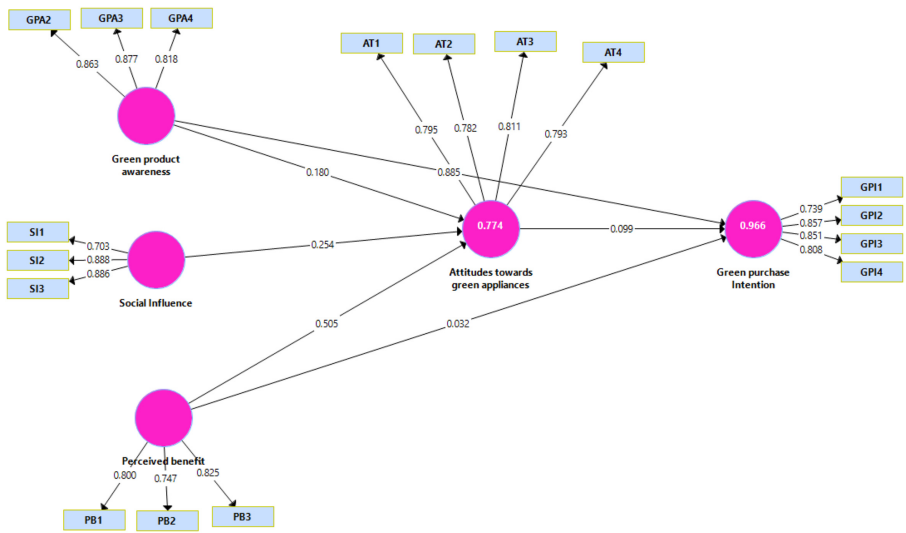 GPA2
GPA3
GPA4
0.863
0.877
0.818
Green product
awareness
AT1
AT2
AT3
AT4
0.795
0.782
0.811
0.793
0.180
0.885
SI1
SI2
SI3
0.703
0.888
0.886
Social Influence
0.254
0.774
Attitudes towards
green appliances
0.099
0.966
Green purchase
Intention
GPI1
GPI2
GPI3
GPI4
0.739
0.857
0.851
0.808
0.505
0.032
Perceived benefit
0.800
0.747
0.825
PB1
PB2
PB3